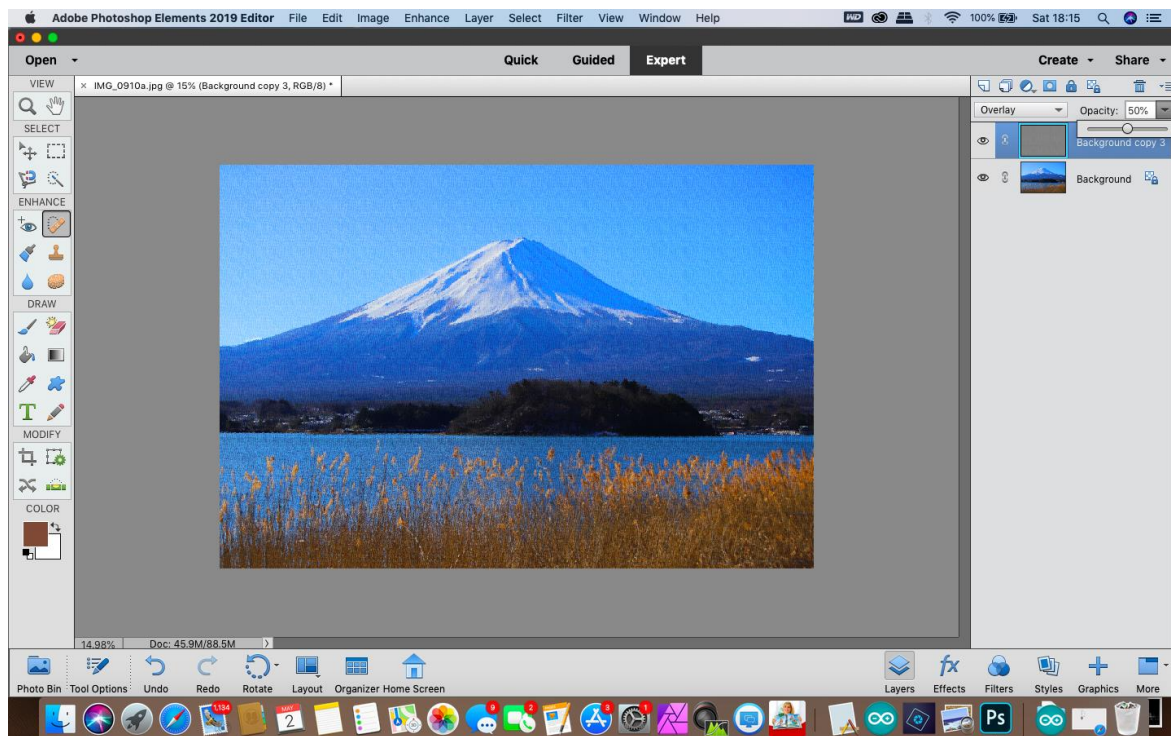 Adobe Photoshop Elements 2019 Editor File Edit Image Enhance Layer Select Filter View Window Help 100% Sat 18:15
Open Quick Guided Expert Create Share
VIEW
× IMG_0910a.jpg @ 15% (Background copy 3, RGB/8) *
Overlay Opacity: 50%
SELECT
Background copy 3
Background
ENHANCE
DRAW
T
MODIFY
COLOR
14.98% Doc: 45.9M/88.5M
fx
Photo Bin Tool Options Undo Redo Rotate Layout Organizer Home Screen Layers Effects Filters Styles Graphics More
1,134
MAY
2
9
2
3
1
Ps